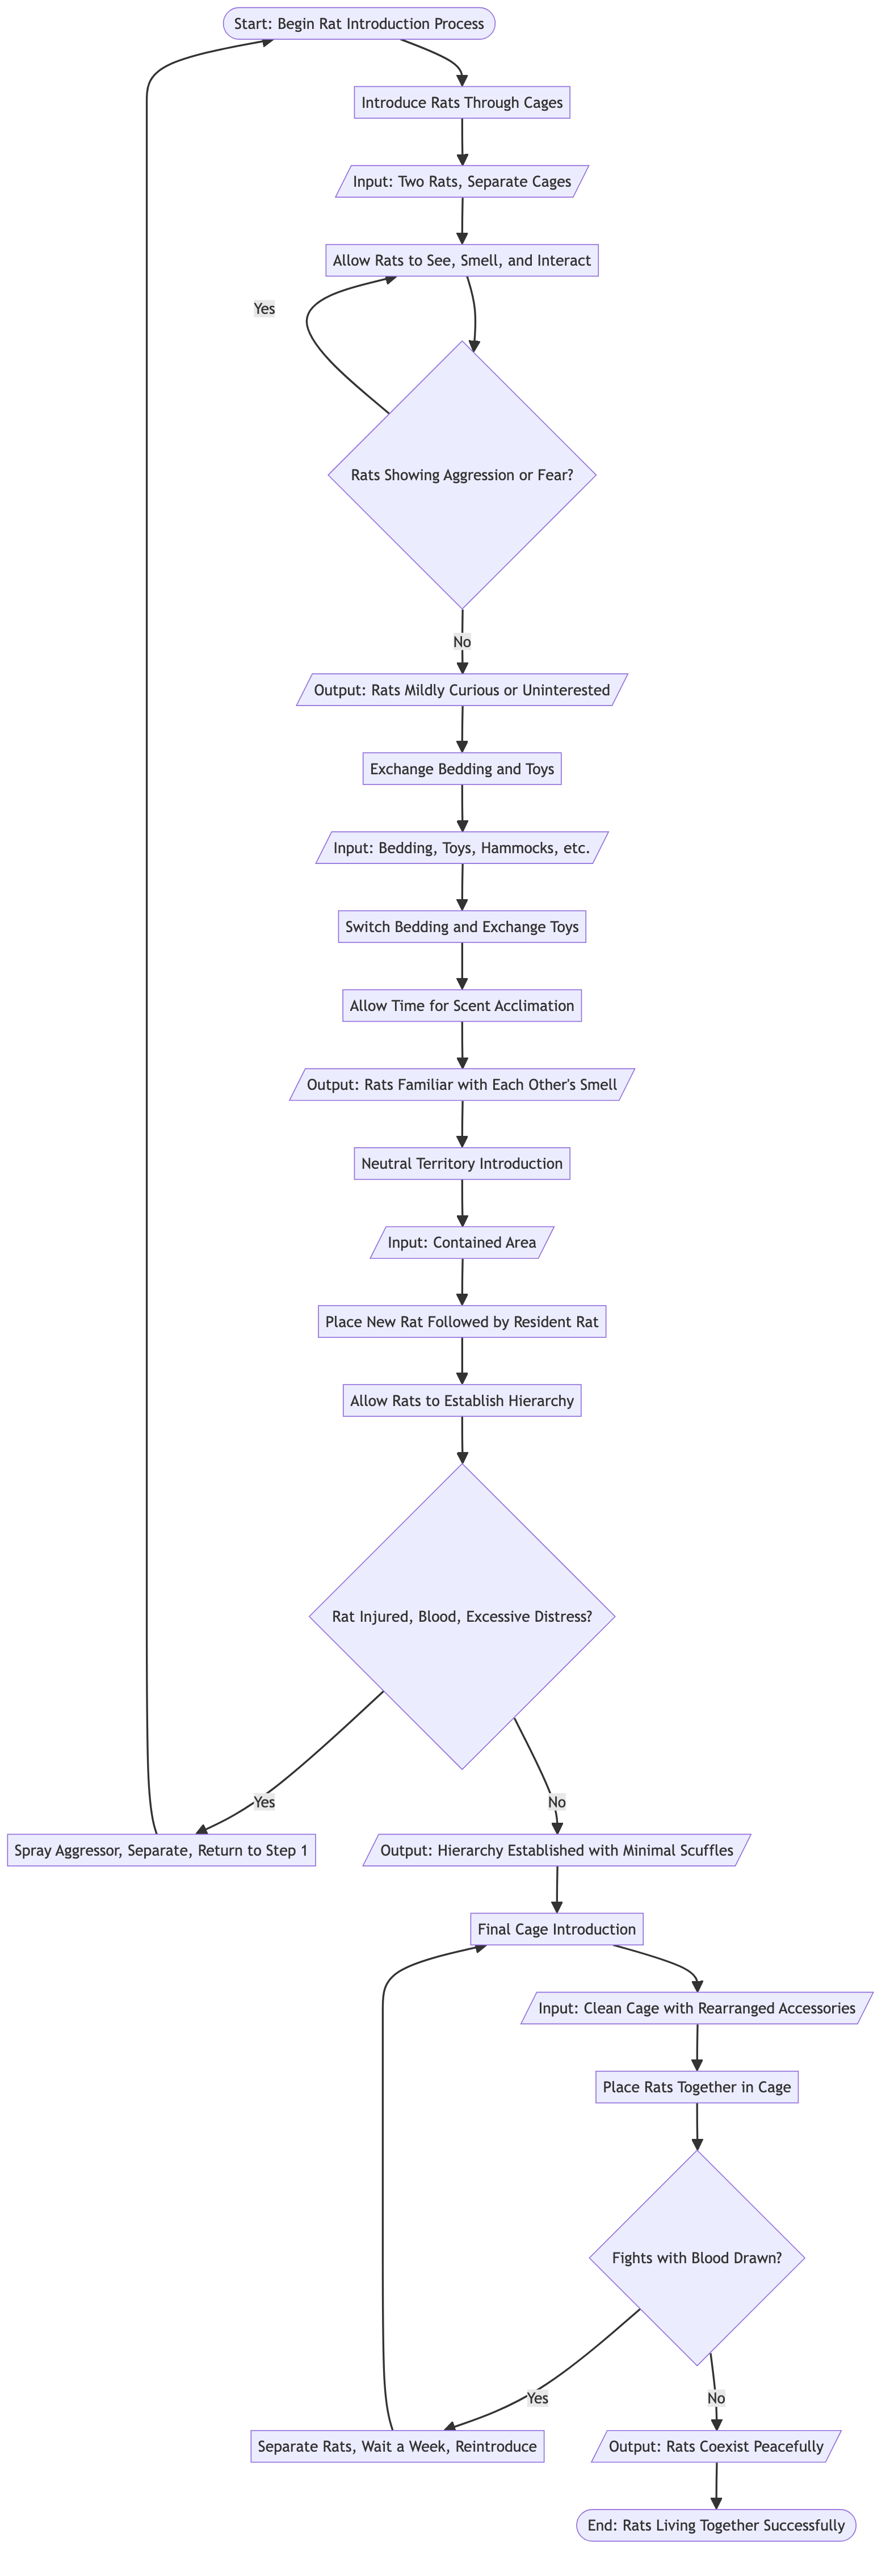 Start: Begin Rat Introduction Process
Introduce Rats Through Cages
Input: Two Rats, Separate Cages
Allow Rats to See, Smell, and Interact
Yes
Rats Showing Aggression or Fear?
No
Output: Rats Mildly Curious or Uninterested
Exchange Bedding and Toys
Input: Bedding, Toys, Hammocks, etc.
Switch Bedding and Exchange Toys
Allow Time for Scent Acclimation
Output: Rats Familiar with Each Other's Smell
Neutral Territory Introduction
Input: Contained Area
Place New Rat Followed by Resident Rat
Allow Rats to Establish Hierarchy
Rat Injured, Blood, Excessive Distress?
Yes
No
Spray Aggressor, Separate, Return to Step 1
Output: Hierarchy Established with Minimal Scuffles
Final Cage Introduction
Input: Clean Cage with Rearranged Accessories
Place Rats Together in Cage
Fights with Blood Drawn?
Yes
No
Separate Rats, Wait a Week, Reintroduce
Output: Rats Coexist Peacefully
End: Rats Living Together Successfully